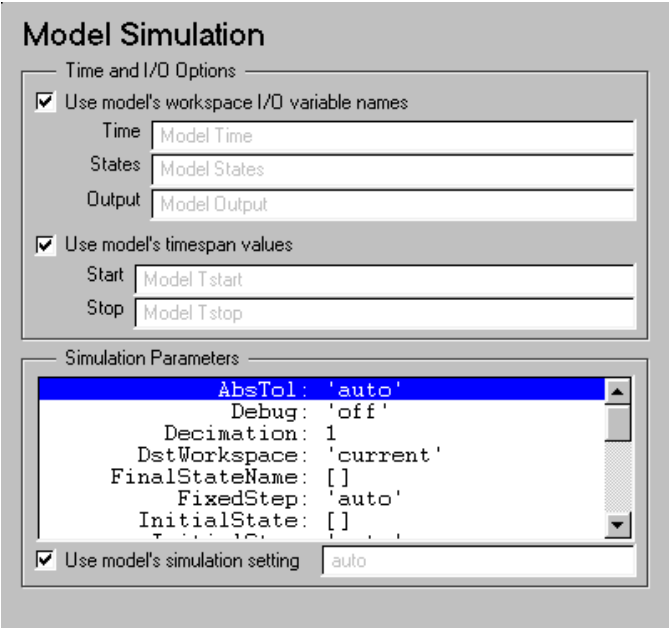 Model Simulation
Time and I/O Options
Use model's workspace I/O variable names
Time Model Time
States Model States
Output Model Output
Use model's timespan values
Start Model Tstart
Stop Model Tstop
Simulation Parameters
AbsTol: 'auto'
Debug: 'off'
Decimation: 1
DstWorkspace: 'current'
FinalStateName: []
FixedStep: 'auto'
InitialState: []
Use model's simulation setting auto